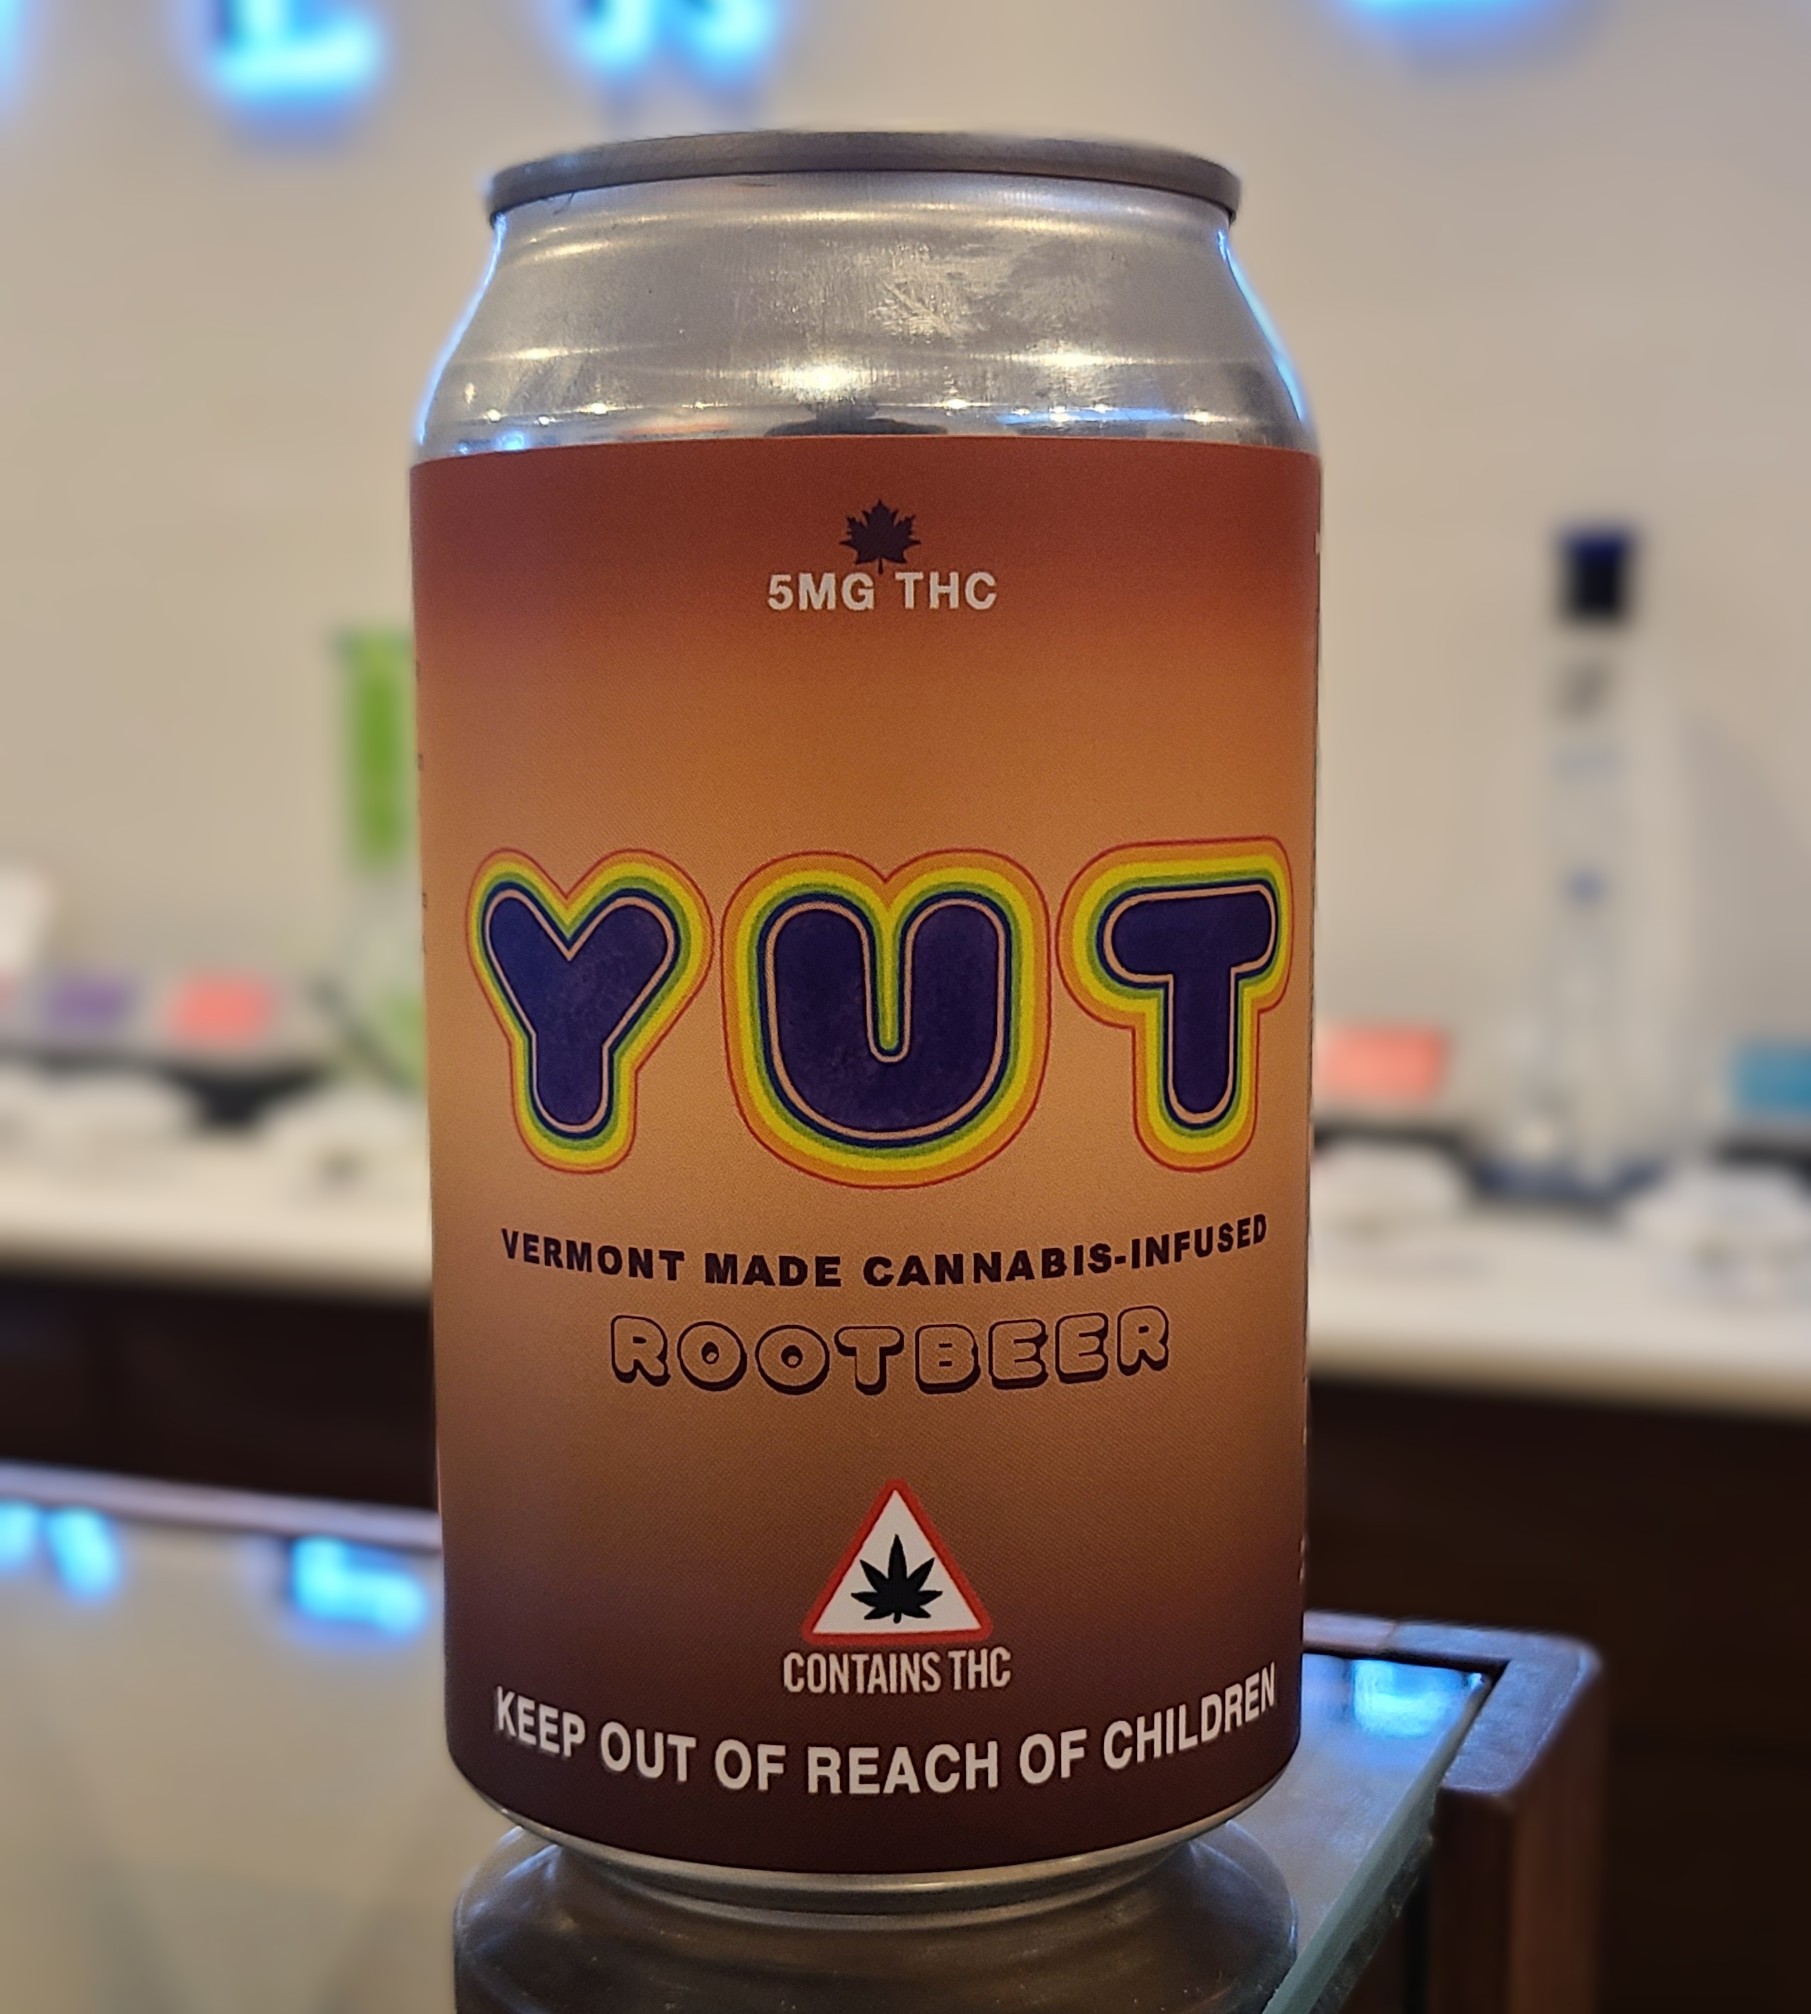 5MG THC
YUT
VERMONT MADE CANNABIS-INFUSED
ROOTBEER
CONTAINS THC
KEEP OUT OF REACH OF CHILDREN